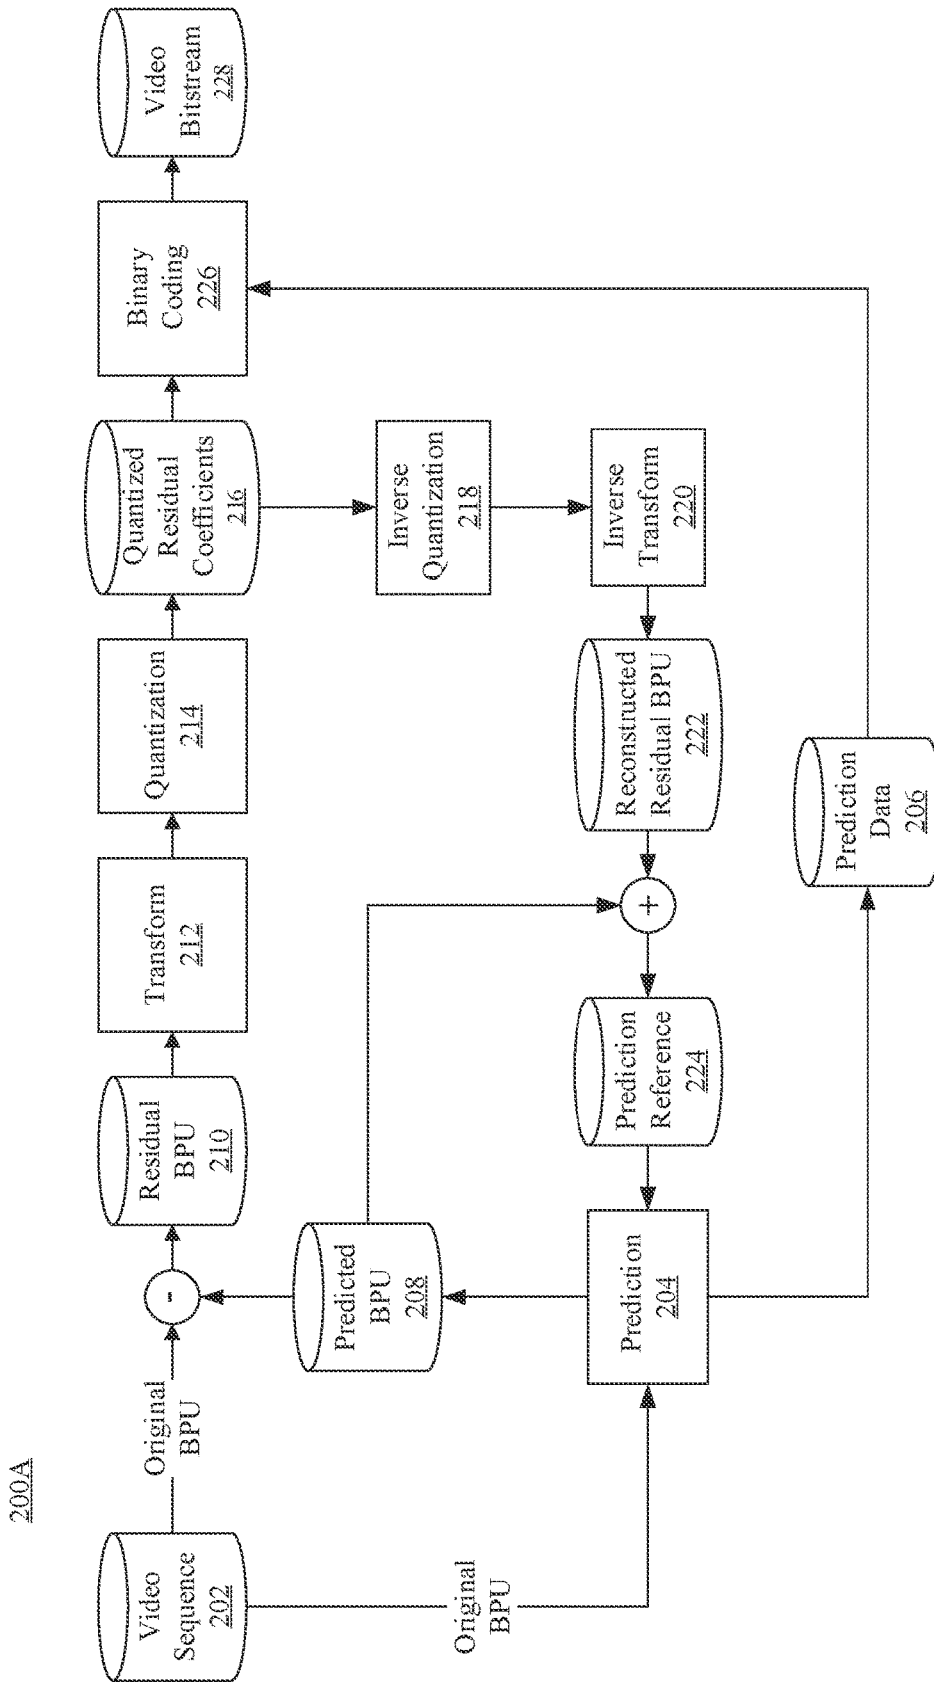 200A
Video
Sequence
202
Original
BPU
-
Residual
BPU
210
Transform
212
Quantization
214
Quantized
Residual
Coefficients
216
Binary
Coding
226
Video
Bitstream
228
Predicted
BPU
208
Inverse
Quantization
218
Original
BPU
Prediction
204
Prediction
Reference
224
+
Reconstructed
Residual BPU
222
Inverse
Transform
220
Prediction
Data
206